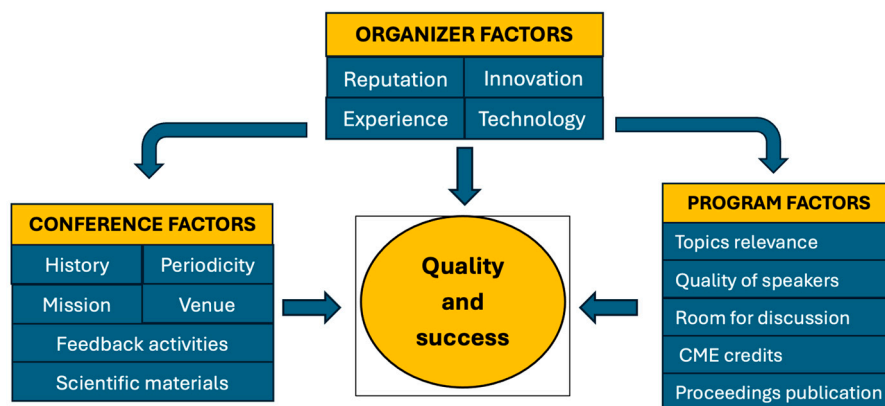 ORGANIZER FACTORS
Reputation Innovation
Experience Technology
CONFERENCE FACTORS
History Periodicity
Mission Venue
Feedback activities
Scientific materials
Quality
and
success
PROGRAM FACTORS
Topics relevance
Quality of speakers
Room for discussion
CME credits
Proceedings publication